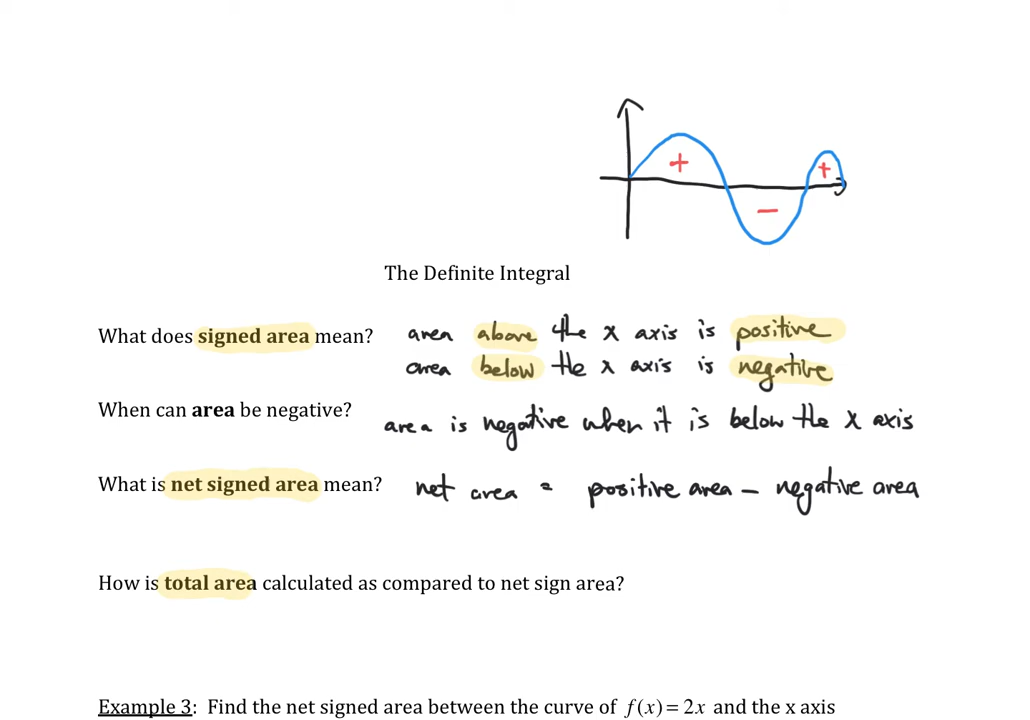 +
+
−
The Definite Integral
What does signed area mean? area above the x axis is positive
area below the x axis is negative
When can area be negative? area is negative when it is below the x axis
What is net signed area mean? net area = positive area − negative area
How is total area calculated as compared to net sign area?
Example 3: Find the net signed area between the curve of f(x) = 2x and the x axis